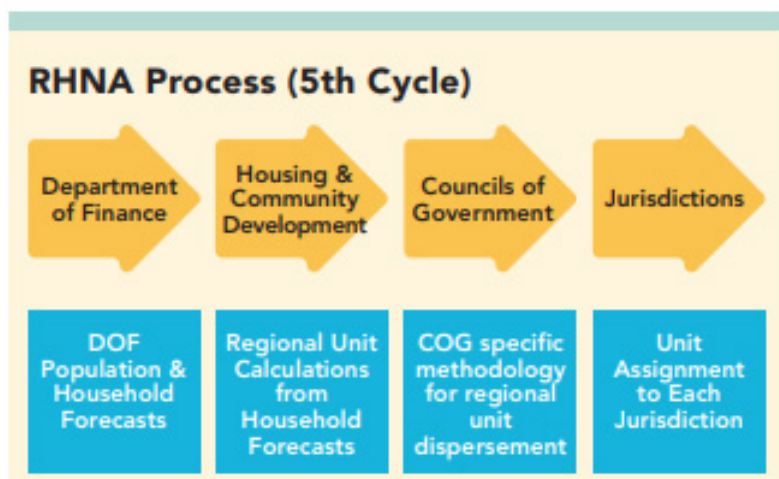 RHNA Process (5th Cycle)
Department
of Finance
Housing &
Community
Development
Councils of
Government
Jurisdictions
DOF
Population &
Household
Forecasts
Regional Unit
Calculations
from
Household
Forecasts
COG specific
methodology
for regional
unit
dispersement
Unit
Assignment
to Each
Jurisdiction